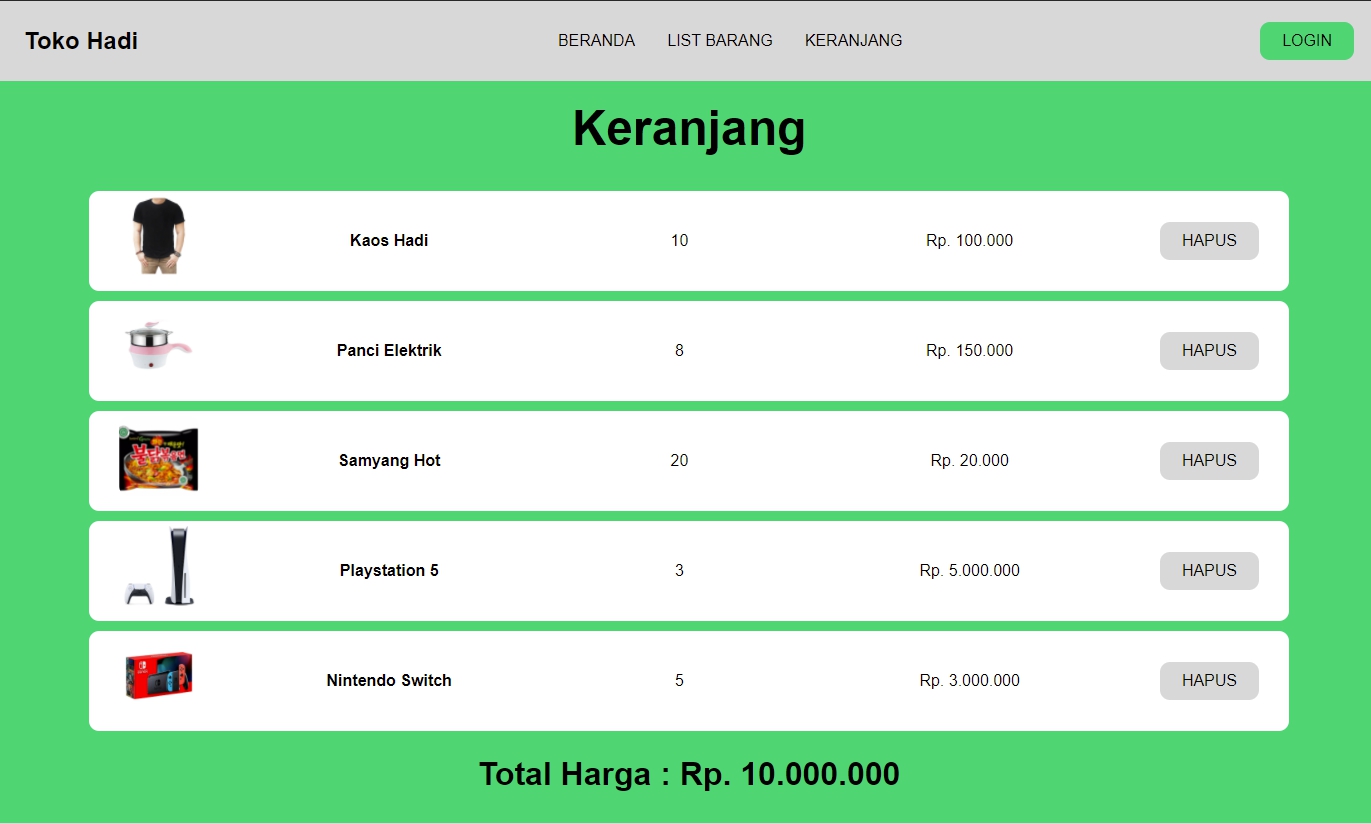 Toko Hadi
BERANDA LIST BARANG KERANJANG
LOGIN
Keranjang
Kaos Hadi 10 Rp. 100.000 HAPUS
Panci Elektrik 8 Rp. 150.000 HAPUS
Samyang Hot 20 Rp. 20.000 HAPUS
Playstation 5 3 Rp. 5.000.000 HAPUS
Nintendo Switch 5 Rp. 3.000.000 HAPUS
Total Harga : Rp. 10.000.000